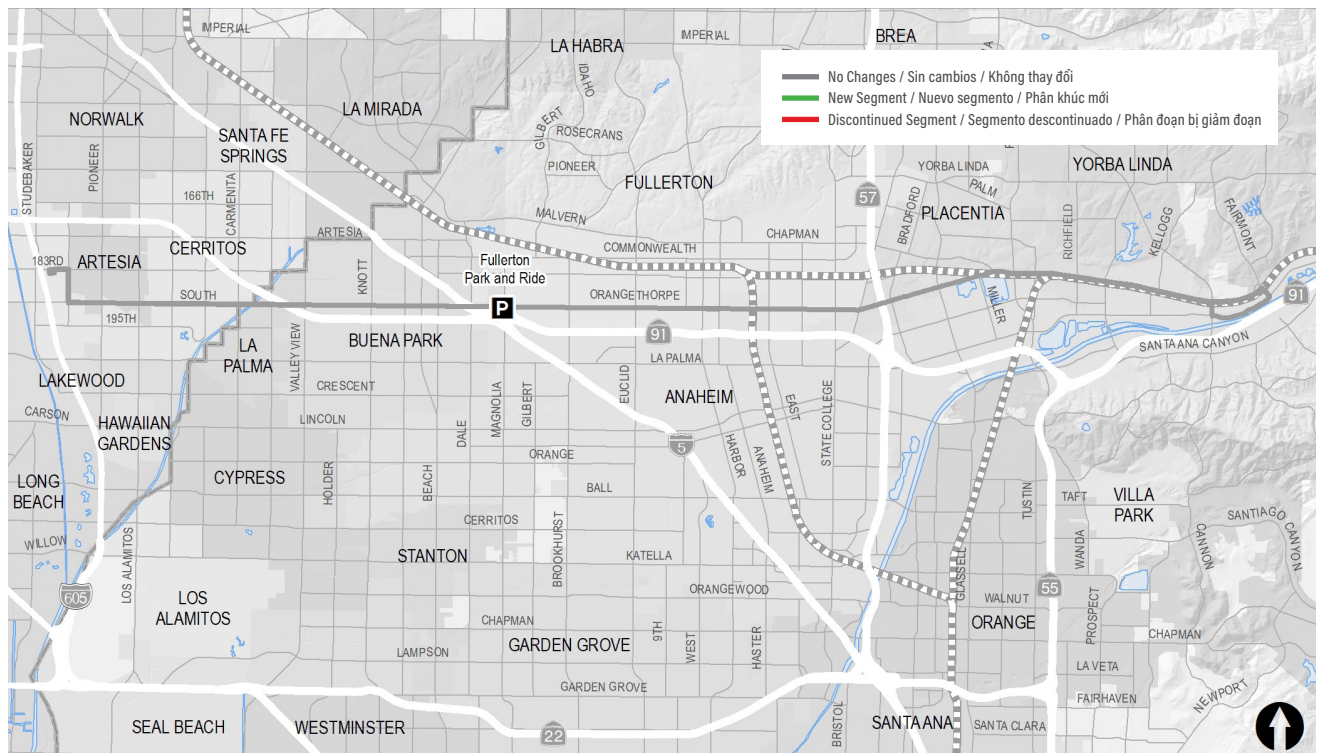 IMPERIAL
LA HABRA
IMPERIAL
BREA
No Changes / Sin cambios / Không thay đổi
New Segment / Nuevo segmento / Phân khúc mới
Discontinued Segment / Segmento descontinuado / Phân đoạn bị giảm đoạn
IDAHO
LA MIRADA
NORWALK
SANTA FE
SPRINGS
GILBERT
ROSECRANS
PIONEER
FULLERTON
YORBA LINDA
YORBA LINDA
PALM
STUDEBAKER
PIONEER
166TH
CARMENITA
57
BRADFORD
PLACENTIA
RICHFIELD
KELLOGG
FAIRMONT
MALVERN
ARTESIA
CHAPMAN
COMMONWEALTH
CERRITOS
183RD
ARTESIA
KNOTT
Fullerton
Park and Ride
P
SOUTH
ORANGETHORPE
MILLER
91
195TH
91
LA
PALMA
VALLEY VIEW
BUENA PARK
LA PALMA
SANTA ANA CANYON
LAKEWOOD
CRESCENT
MAGNOLIA
GILBERT
EUCLID
ANAHEIM
EAST
STATE COLLEGE
CARSON
HAWAIIAN
GARDENS
LINCOLN
DALE
HARBOR
ANAHEIM
5
ORANGE
LONG
BEACH
CYPRESS
HOLDER
BEACH
BALL
TUSTIN
TAFT
VILLA
PARK
CERRITOS
BROOKHURST
SANTIAGO
CANYON
CANNON
WILLOW
LOS ALAMITOS
STANTON
KATELLA
WANDA
GLASSELL
605
LOS
ALAMITOS
ORANGEWOOD
WALNUT
55
PROSPECT
CHAPMAN
ORANGE
CHAPMAN
9TH
WEST
HASTER
LAMPSON
GARDEN GROVE
LA VETA
GARDEN GROVE
FAIRHAVEN
NEWPORT
SEAL BEACH
WESTMINSTER
22
BRISTOL
SANTA ANA
SANTA CLARA